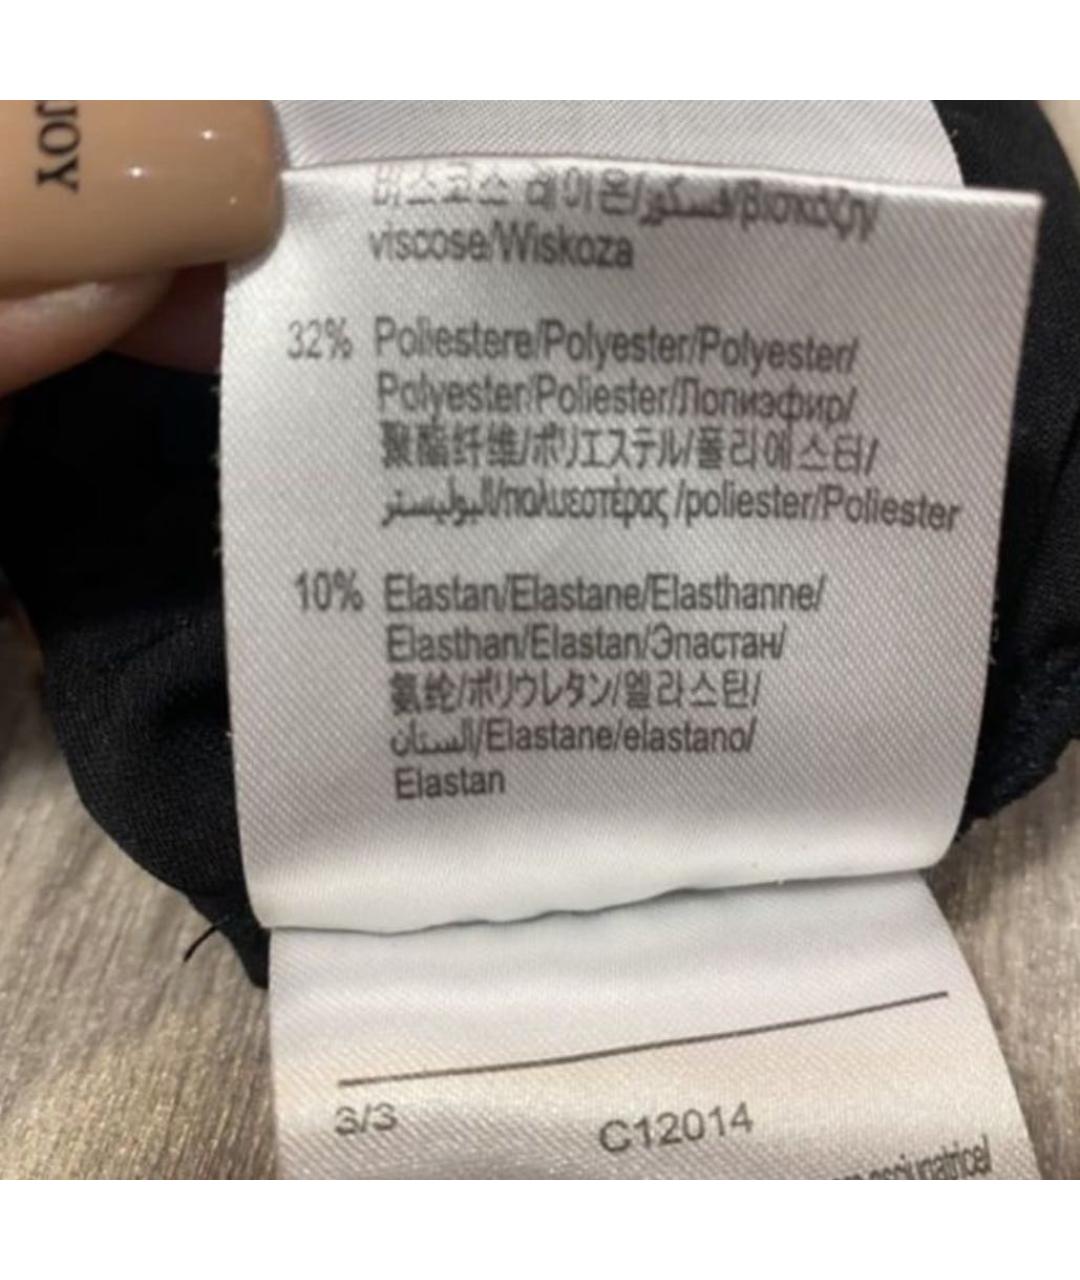 JOY
비스코스 레이온/فسكوز/βισκόζη/
viscose/Wiskoza
32% Poliestere/Polyester/Polyester/
Polyester/Poliester/Полиэфир/
聚酯纤维/ポリエステル/폴리에스터/
البوليستر/πολυεστέρας /poliester/Poliester
10% Elastan/Elastane/Elasthanne/
Elasthan/Elastan/Эластан/
氨纶/ポリウレタン/엘라스틴/
الستان/Elastane/elastano/
Elastan
3/3 C12014
asciugatrice/